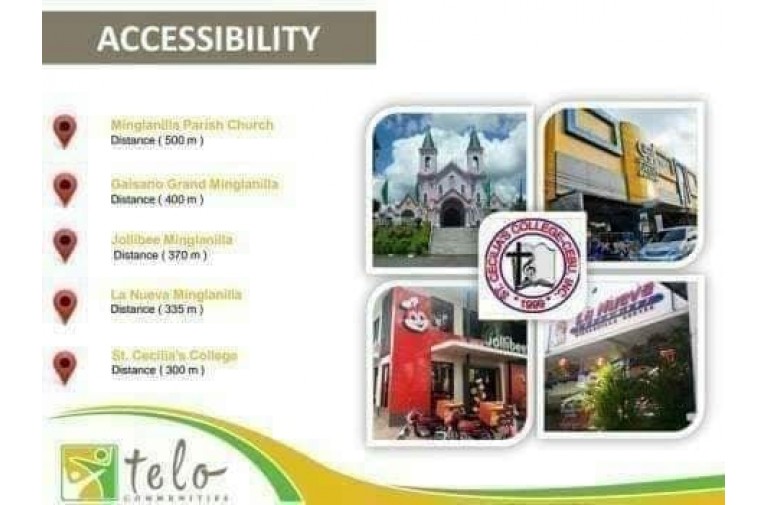 ACCESSIBILITY
Minglanilla Parish Church
Distance ( 500 m )
Gaisano Grand Minglanilla
Distance ( 400 m )
Jollibee Minglanilla
Distance ( 370 m )
La Nueva Minglanilla
Distance ( 335 m )
St. Cecilia's College
Distance ( 300 m )
ST. CECILIA'S COLLEGE-CEBU, INC.
1999
Jollibee
La Nueva
telo
COMMUNITIES